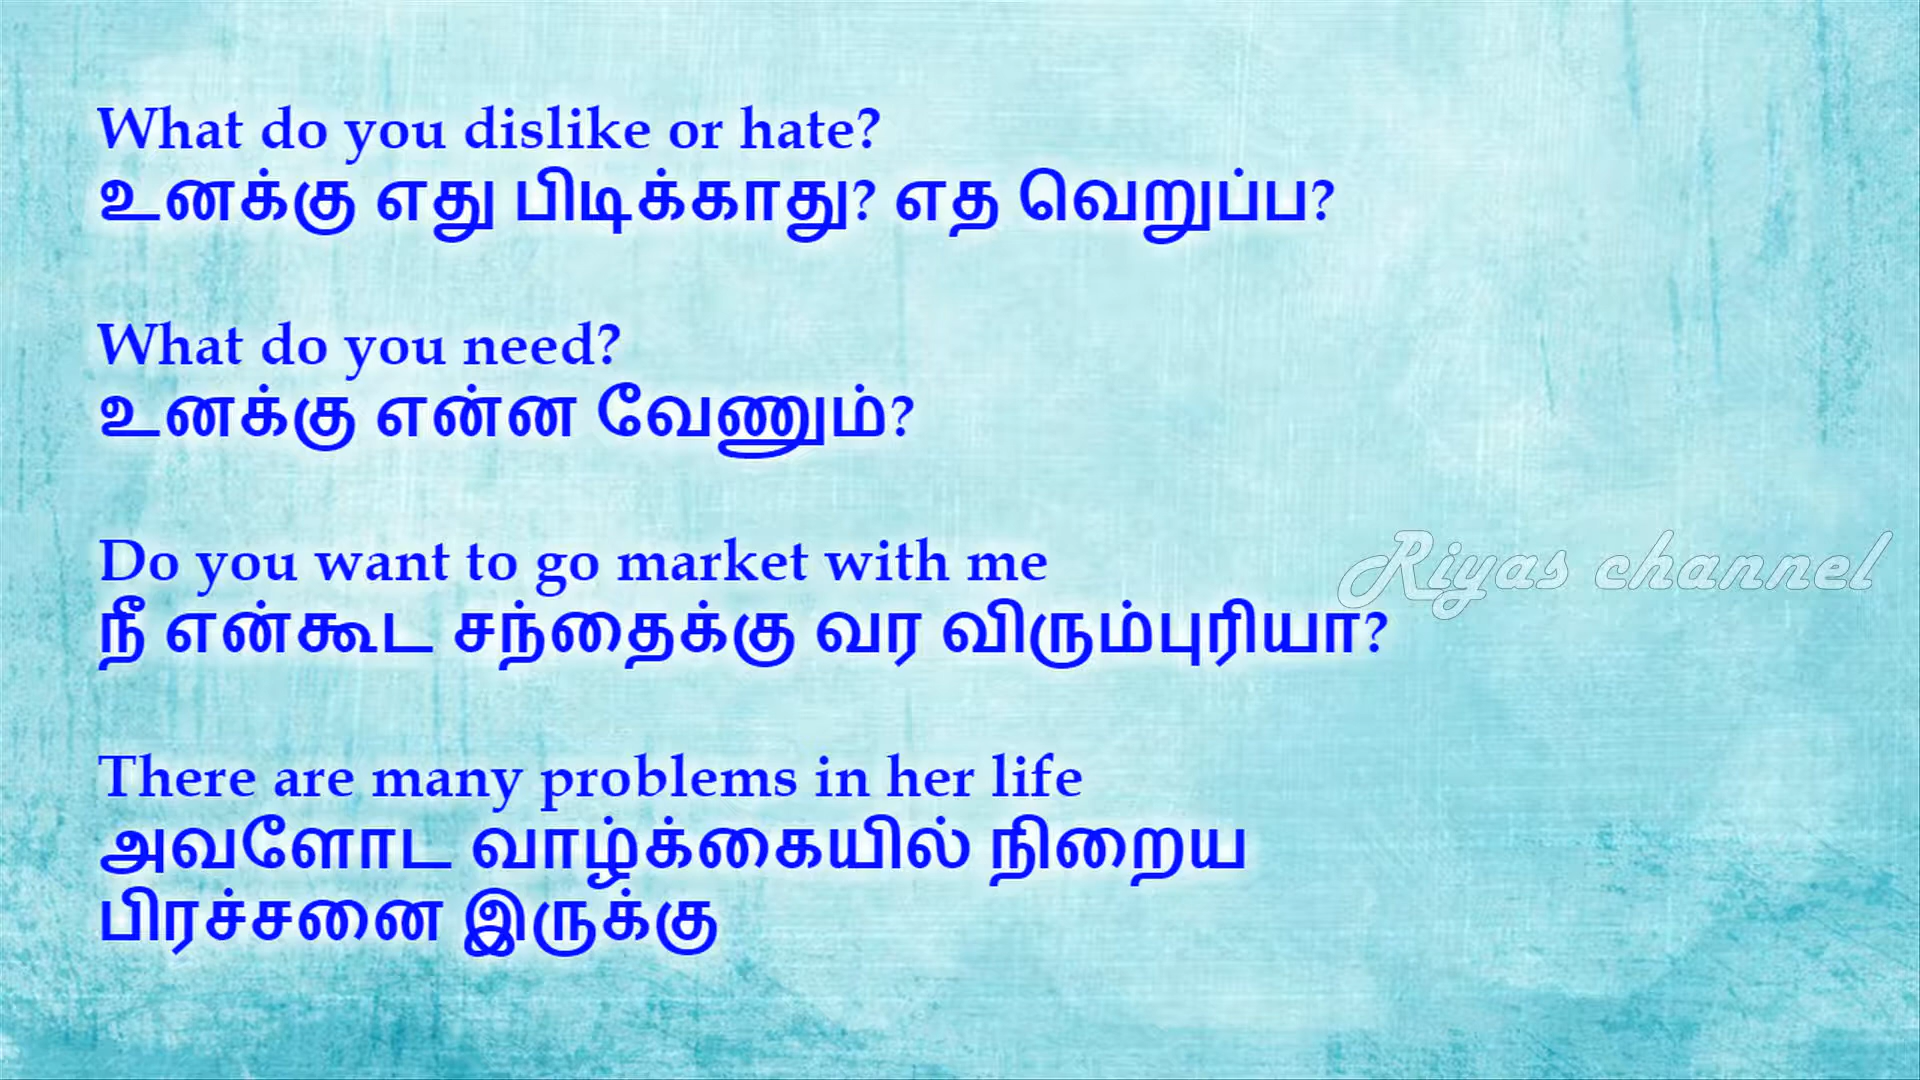 What do you dislike or hate?
உனக்கு எது பிடிக்காது? எத வெறுப்ப?
What do you need?
உனக்கு என்ன வேணும்?
Do you want to go market with me
நீ என்கூட சந்தைக்கு வர விரும்புரியா?
Riyas channel
There are many problems in her life
அவளோட வாழ்க்கையில் நிறைய
பிரச்சனை இருக்கு